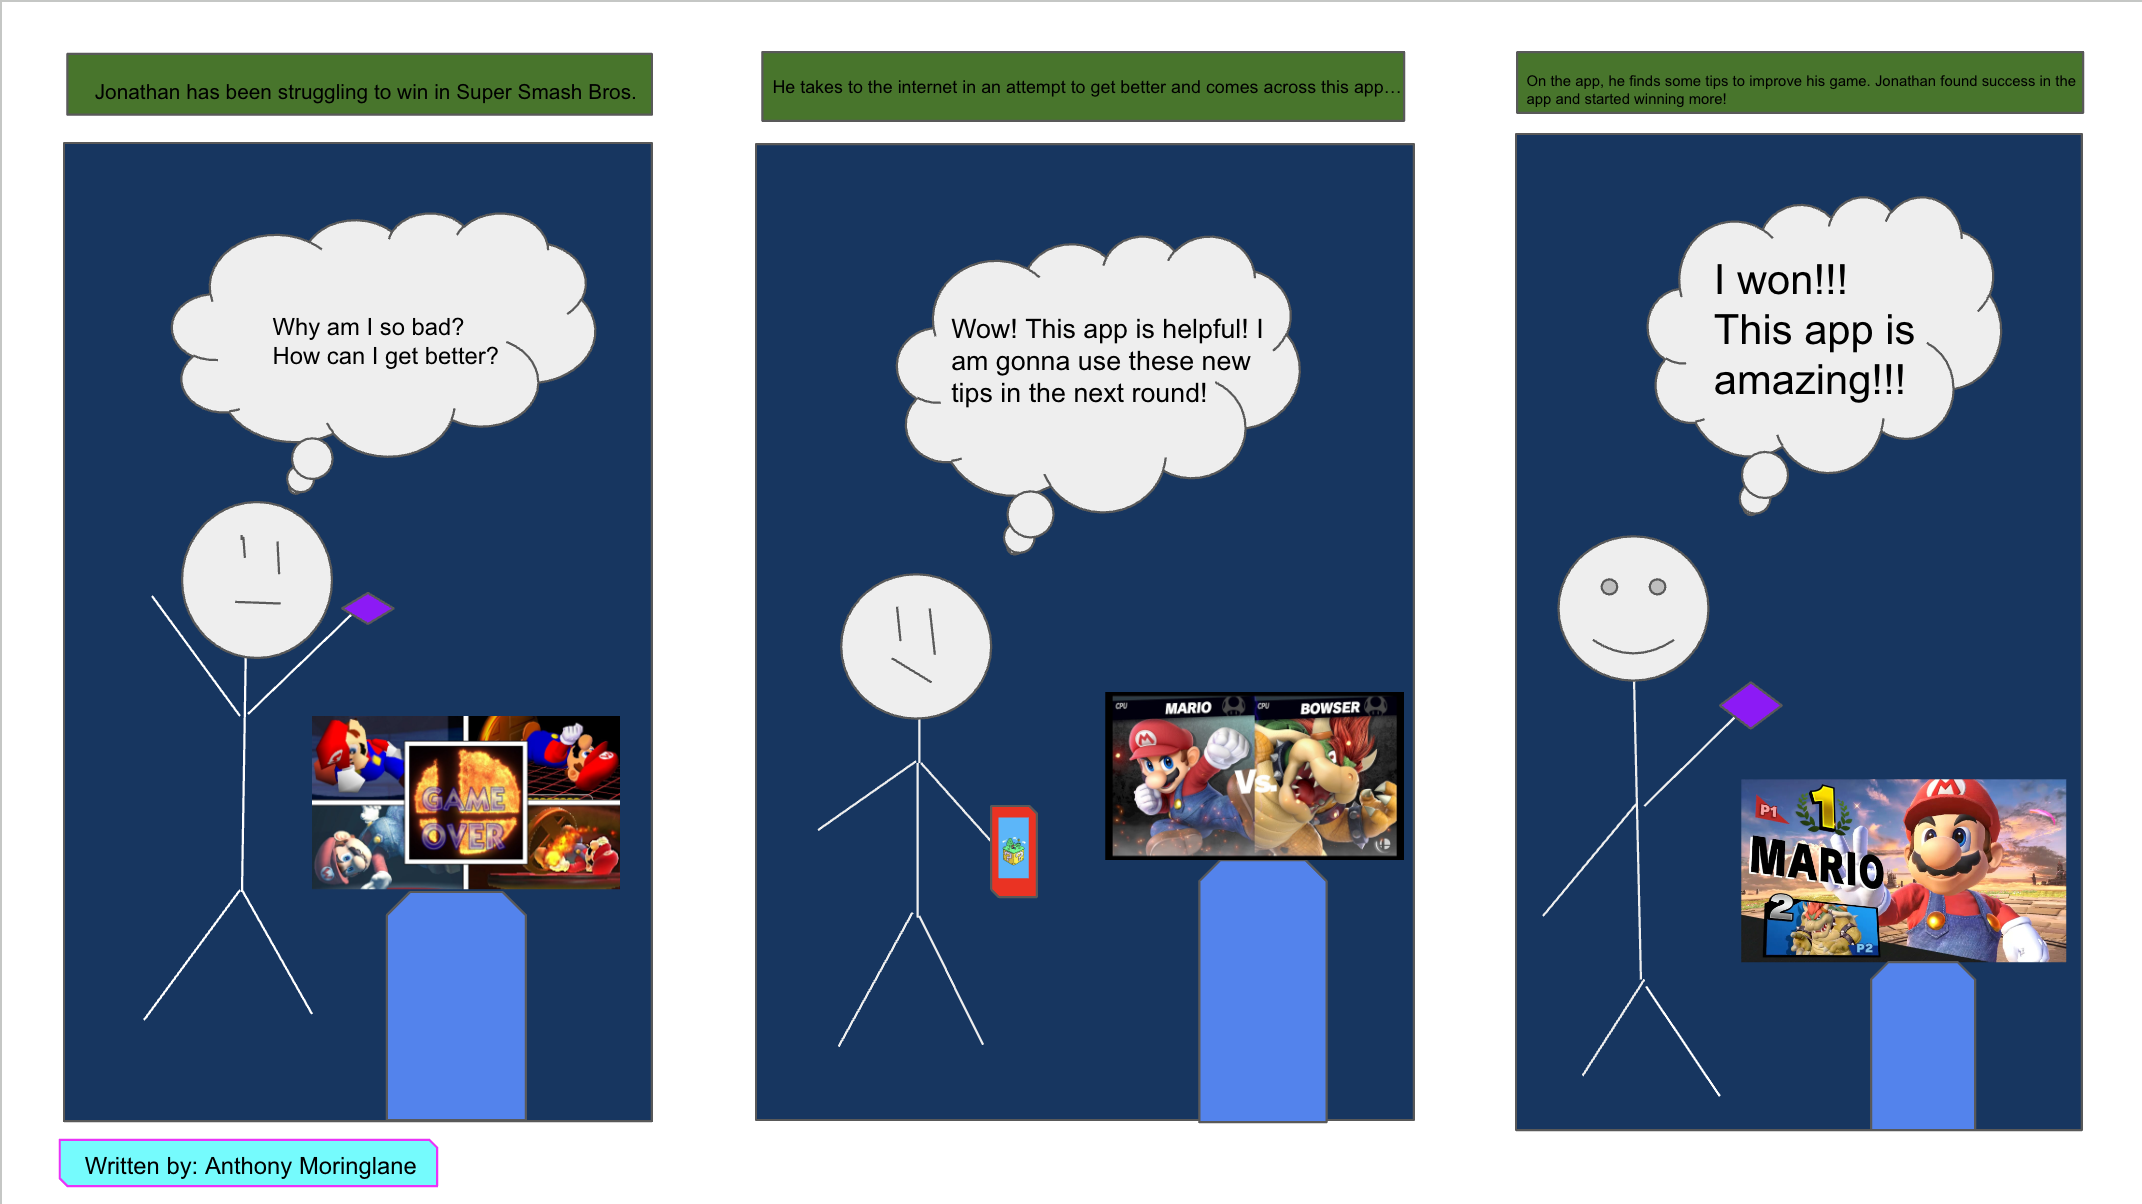 Jonathan has been struggling to win in Super Smash Bros.
Why am I so bad?
How can I get better?
GAME
OVER
He takes to the internet in an attempt to get better and comes across this app…
Wow! This app is helpful! I
am gonna use these new
tips in the next round!
CPU MARIO
CPU BOWSER
Vs.
On the app, he finds some tips to improve his game. Jonathan found success in the
app and started winning more!
I won!!!
This app is
amazing!!!
P1
1
MARIO
2
P2
Written by: Anthony Moringlane